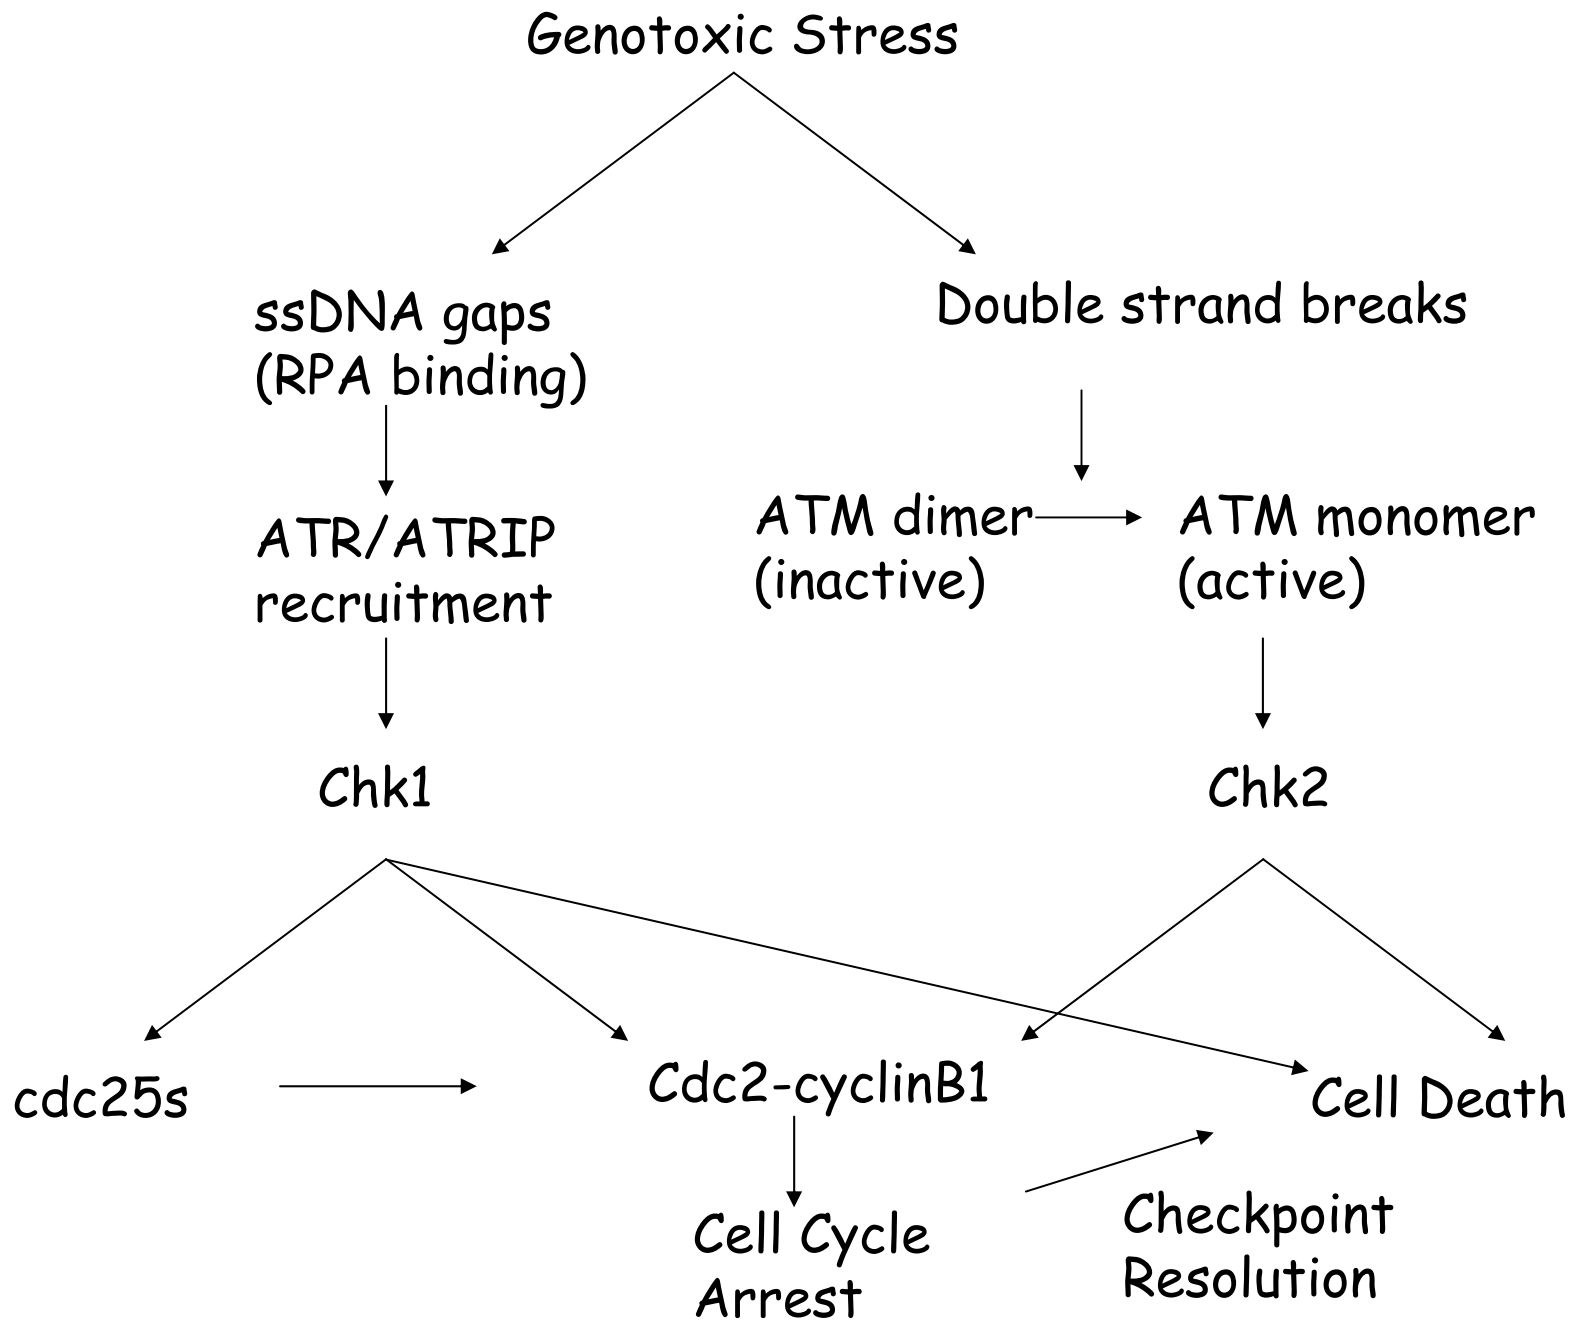 Genotoxic Stress
ssDNA gaps
(RPA binding)
Double strand breaks
ATR/ATRIP
recruitment
ATM dimer
(inactive)
ATM monomer
(active)
Chk1
Chk2
cdc25s
Cdc2-cyclinB1
Cell Death
Cell Cycle
Arrest
Checkpoint
Resolution